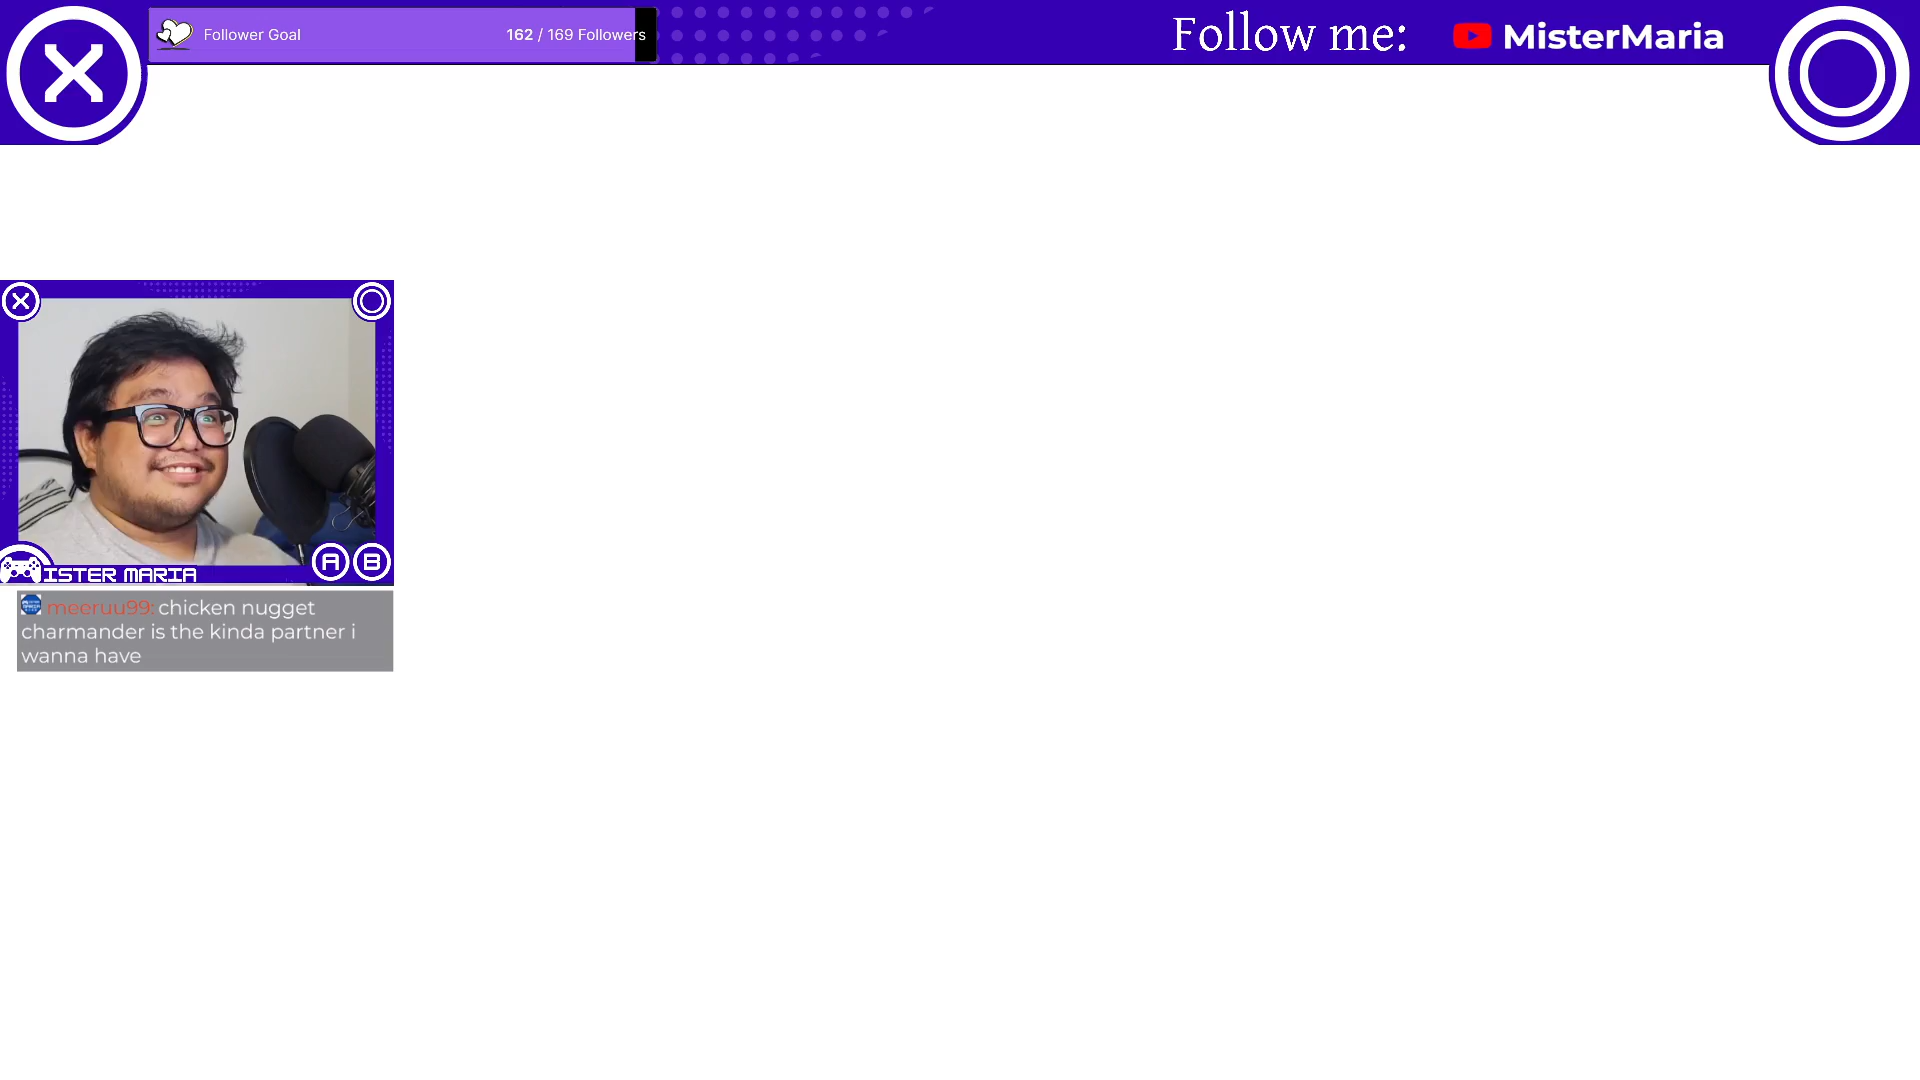 Follower Goal 162 / 169 Followers
Follow me: MisterMaria
ISTER MARIA
A B
meeruu99: chicken nugget
charmander is the kinda partner i
wanna have